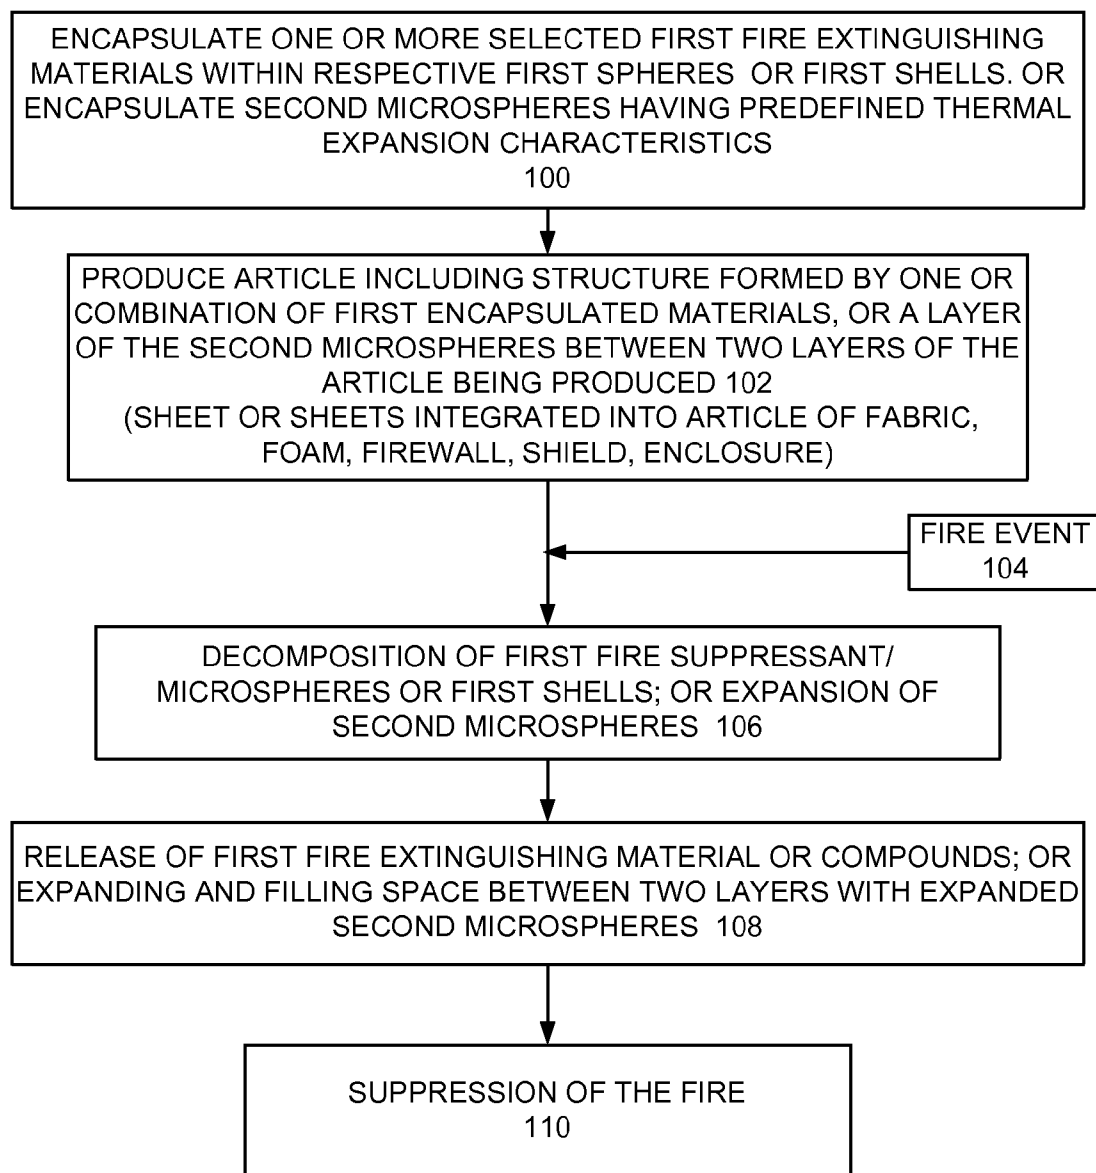 ENCAPSULATE ONE OR MORE SELECTED FIRST FIRE EXTINGUISHING
MATERIALS WITHIN RESPECTIVE FIRST SPHERES OR FIRST SHELLS. OR
ENCAPSULATE SECOND MICROSPHERES HAVING PREDEFINED THERMAL
EXPANSION CHARACTERISTICS
100
PRODUCE ARTICLE INCLUDING STRUCTURE FORMED BY ONE OR
COMBINATION OF FIRST ENCAPSULATED MATERIALS, OR A LAYER
OF THE SECOND MICROSPHERES BETWEEN TWO LAYERS OF THE
ARTICLE BEING PRODUCED 102
(SHEET OR SHEETS INTEGRATED INTO ARTICLE OF FABRIC,
FOAM, FIREWALL, SHIELD, ENCLOSURE)
FIRE EVENT
104
DECOMPOSITION OF FIRST FIRE SUPPRESSANT/
MICROSPHERES OR FIRST SHELLS; OR EXPANSION OF
SECOND MICROSPHERES 106
RELEASE OF FIRST FIRE EXTINGUISHING MATERIAL OR COMPOUNDS; OR
EXPANDING AND FILLING SPACE BETWEEN TWO LAYERS WITH EXPANDED
SECOND MICROSPHERES 108
SUPPRESSION OF THE FIRE
110